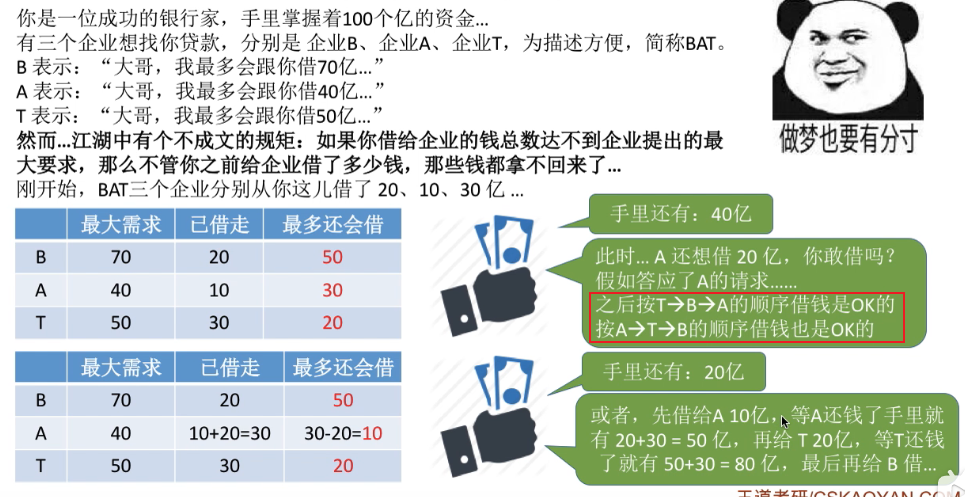 你是一位成功的银行家，手里掌握着100个亿的资金...
有三个企业想找你贷款，分别是 企业B、企业A、企业T，为描述方便，简称BAT。
B 表示：“大哥，我最多会跟你借70亿...”
A 表示：“大哥，我最多会跟你借40亿...”
T 表示：“大哥，我最多会跟你借50亿...”
然而...江湖中有个不成文的规矩：如果你借给企业的钱总数达不到企业提出的最
大要求，那么不管你之前给企业借了多少钱，那些钱都拿不回来了...
刚开始，BAT三个企业分别从你这儿借了 20、10、30 亿 ...
做梦也要有分寸
最大需求 已借走 最多还会借
B 70 20 50
A 40 10 30
T 50 30 20
手里还有：40亿
此时... A 还想借 20 亿，你敢借吗？
假如答应了A的请求......
之后按T→B→A的顺序借钱是OK的
按A→T→B的顺序借钱也是OK的
最大需求 已借走 最多还会借
B 70 20 50
A 40 10+20=30 30-20=10
T 50 30 20
手里还有：20亿
或者，先借给A 10亿，等A还钱了手里就
有 20+30 = 50 亿，再给 T 20亿，等T还钱
了就有 50+30 = 80 亿，最后再给 B 借...
王道考研/CSKAOYAN.COM